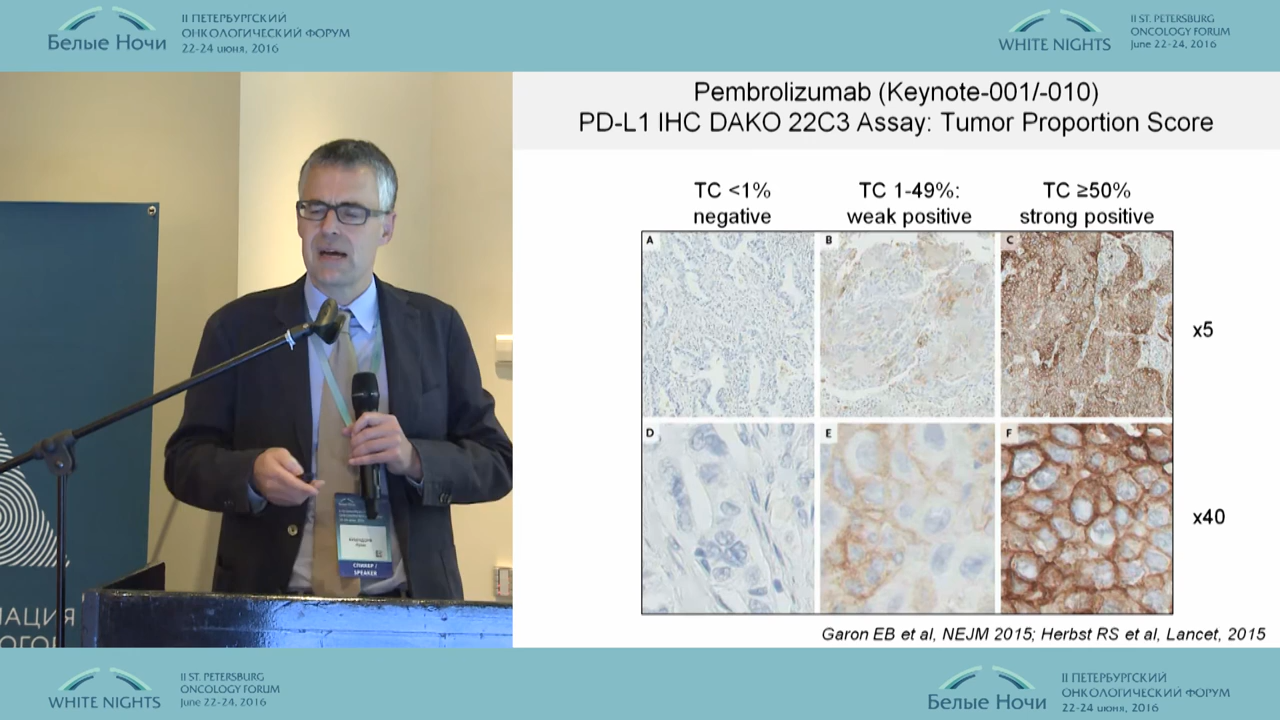 Белые Ночи
II ПЕТЕРБУРГСКИЙ
ОНКОЛОГИЧЕСКИЙ ФОРУМ
22-24 июня, 2016
WHITE NIGHTS
II ST. PETERSBURG
ONCOLOGY FORUM
June 22-24, 2016
Pembrolizumab (Keynote-001/-010)
PD-L1 IHC DAKO 22C3 Assay: Tumor Proportion Score
TC <1%
negative
TC 1-49%:
weak positive
TC ≥50%
strong positive
A
B
C
x5
D
E
F
x40
Garon EB et al, NEJM 2015; Herbst RS et al, Lancet, 2015
Белые Ночи
СПИКЕР /
SPEAKER
WHITE NIGHTS
II ST. PETERSBURG
ONCOLOGY FORUM
June 22-24, 2016
Белые Ночи
II ПЕТЕРБУРГСКИЙ
ОНКОЛОГИЧЕСКИЙ ФОРУМ
22-24 июня, 2016